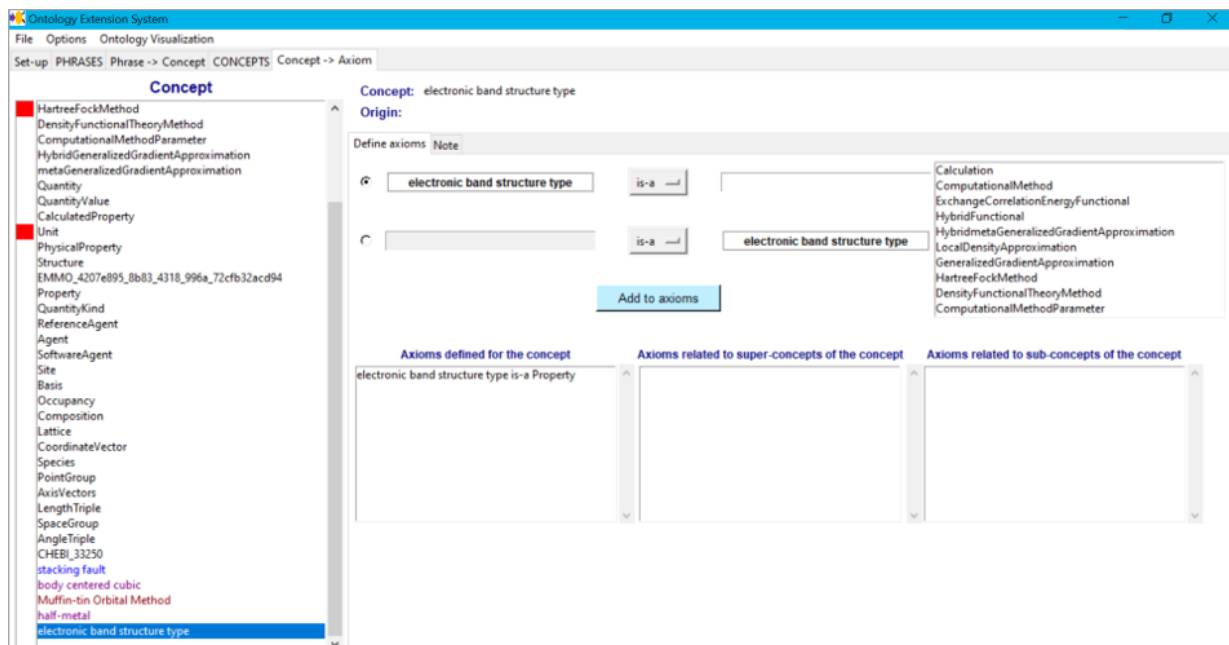 Ontology Extension System
File Options Ontology Visualization
Set-up PHRASES Phrase -> Concept CONCEPTS Concept -> Axiom
Concept
HartreeFockMethod
DensityFunctionalTheoryMethod
ComputationalMethodParameter
HybridGeneralizedGradientApproximation
metaGeneralizedGradientApproximation
Quantity
QuantityValue
CalculatedProperty
Unit
PhysicalProperty
Structure
EMMO_4207e895_8b83_4318_996a_72cfb32acd94
Property
QuantityKind
ReferenceAgent
Agent
SoftwareAgent
Site
Basis
Occupancy
Composition
Lattice
CoordinateVector
Species
PointGroup
AxisVectors
LengthTriple
SpaceGroup
AngleTriple
CHEBI_33250
stacking fault
body centered cubic
Muffin-tin Orbital Method
half-metal
electronic band structure type
Concept: electronic band structure type
Origin:
Define axioms Note
electronic band structure type is-a
is-a electronic band structure type
Add to axioms
Calculation
ComputationalMethod
ExchangeCorrelationEnergyFunctional
HybridFunctional
HybridmetaGeneralizedGradientApproximation
LocalDensityApproximation
GeneralizedGradientApproximation
HartreeFockMethod
DensityFunctionalTheoryMethod
ComputationalMethodParameter
Axioms defined for the concept
electronic band structure type is-a Property
Axioms related to super-concepts of the concept
Axioms related to sub-concepts of the concept